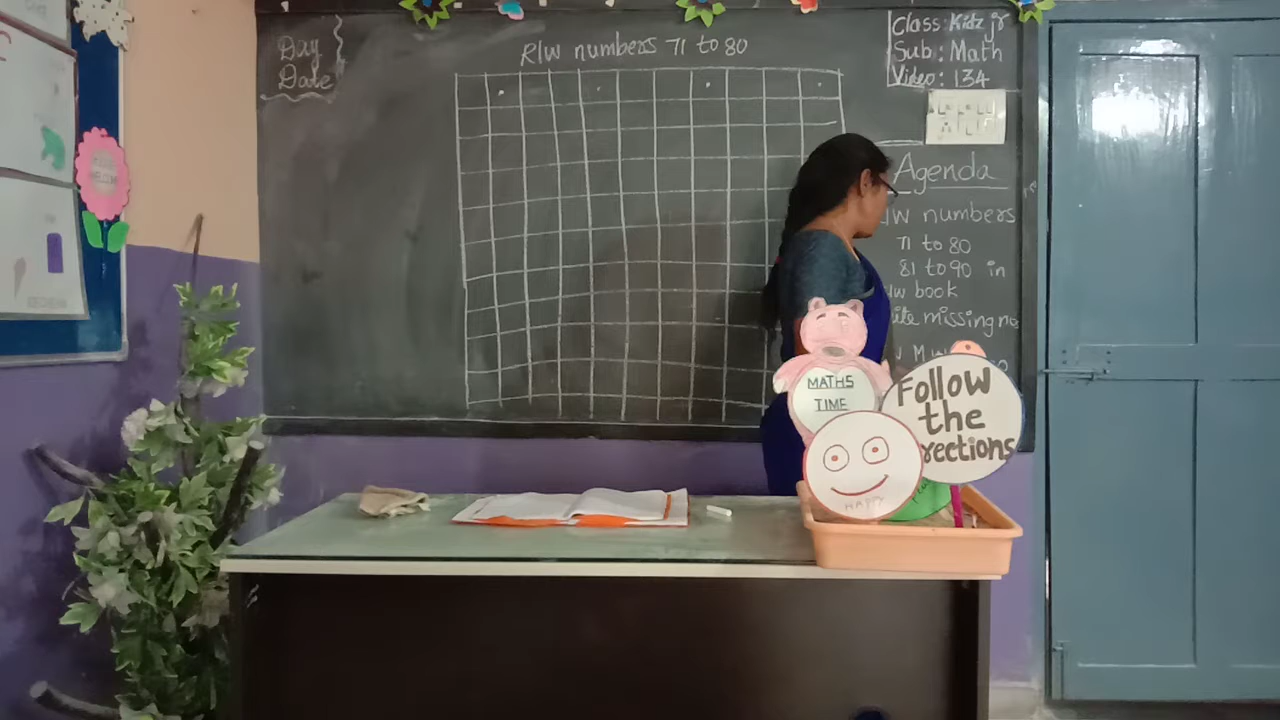 Day
Date
R/W numbers 71 to 80
Class: Kidz jr
Sub: Math
Video: 134
Agenda
numbers
71 to 80
81 to 90 in
book
missing no
MATHS
TIME
Follow
the
rections
HAPPY